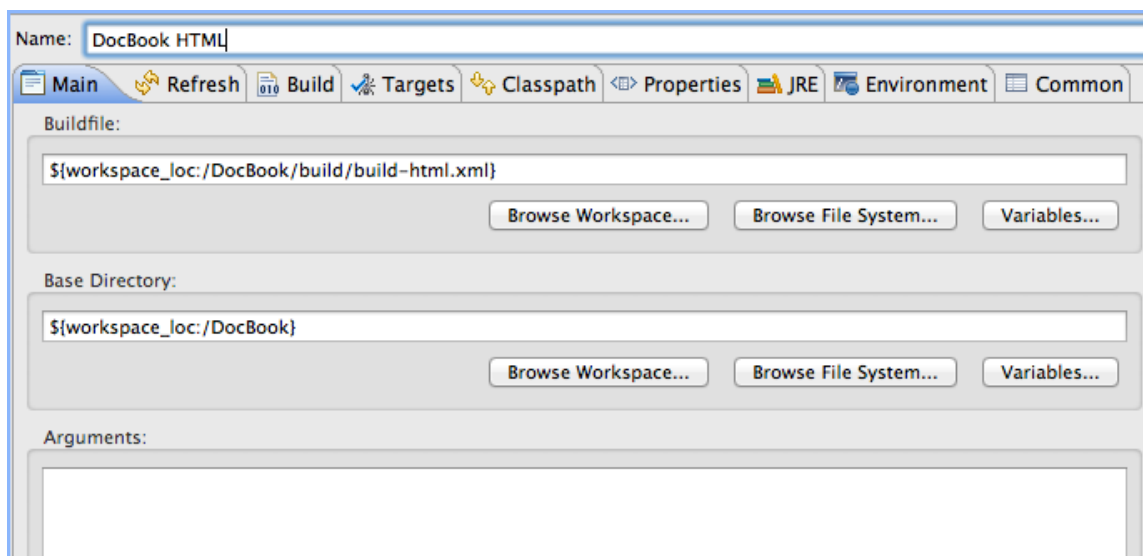 Name: DocBook HTML
Main Refresh Build Targets Classpath Properties JRE Environment Common
Buildfile:
${workspace_loc:/DocBook/build/build-html.xml}
Browse Workspace... Browse File System... Variables...
Base Directory:
${workspace_loc:/DocBook}
Browse Workspace... Browse File System... Variables...
Arguments: